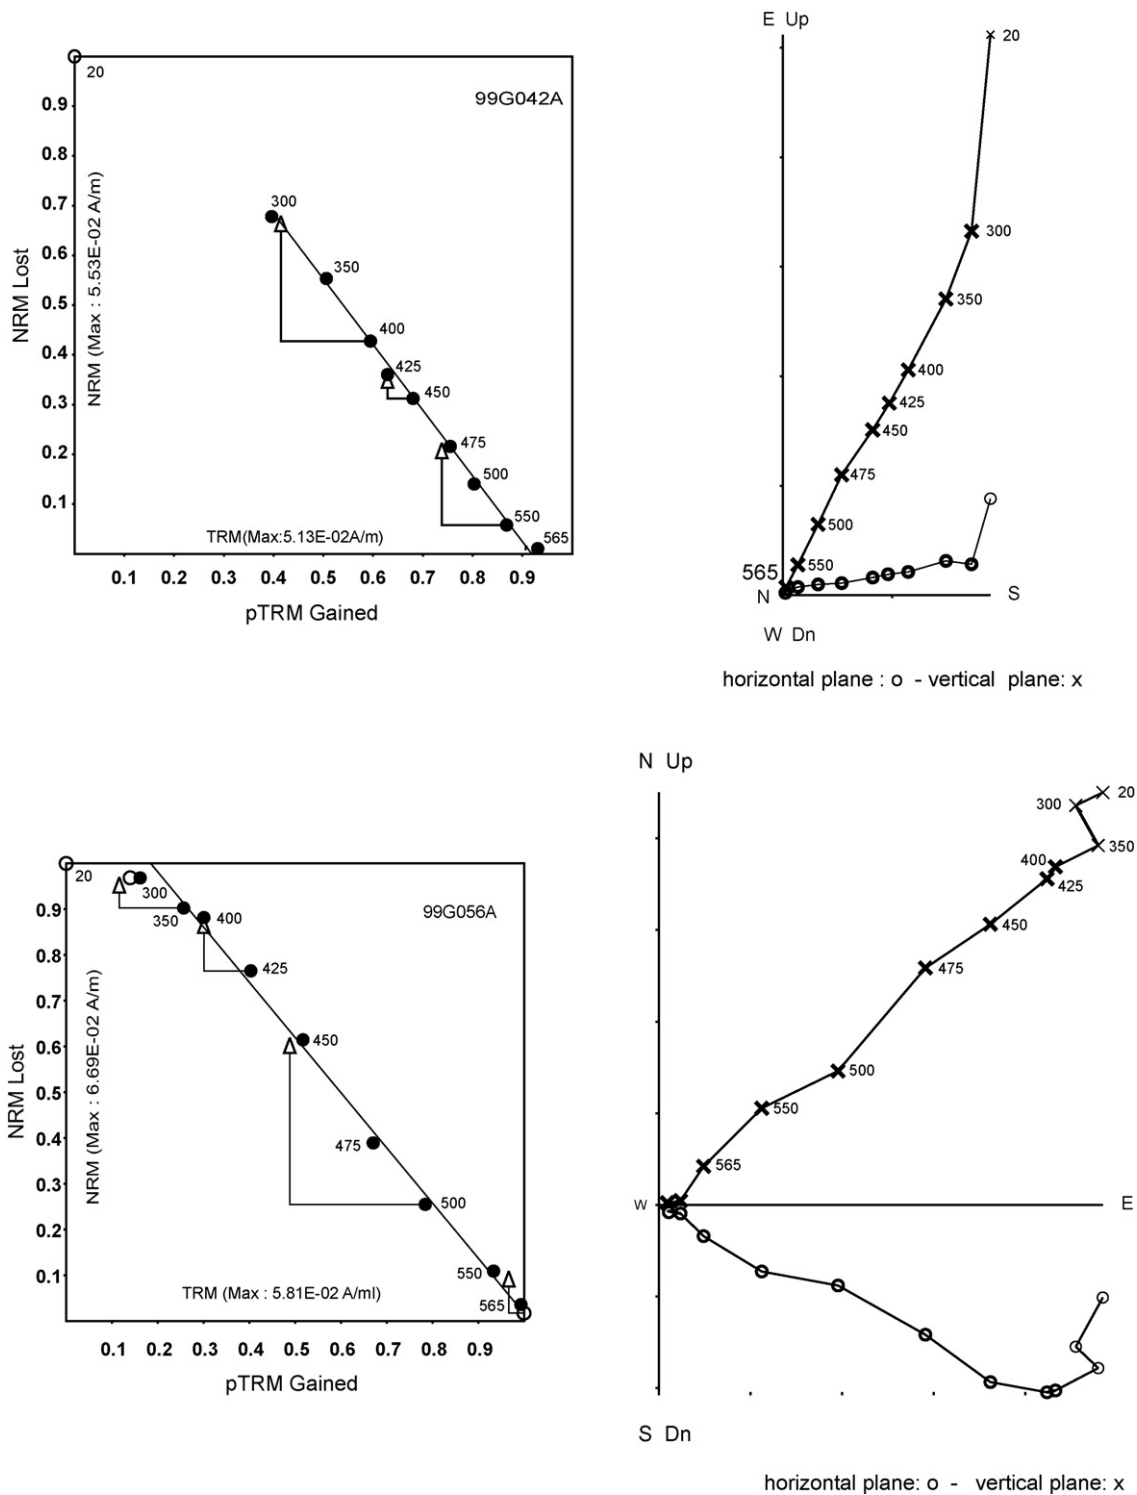 E Up
20
20
0.9
99G042A
0.8
0.7
300
300
0.6
350
350
0.5
400
400
0.4
425
425
450
450
0.3
475
475
0.2
500
500
0.1
550
550
TRM(Max:5.13E-02A/m)
565
565
NRM Lost
NRM (Max : 5.53E-02 A/m)
0.1 0.2 0.3 0.4 0.5 0.6 0.7 0.8 0.9
pTRM Gained
N
S
W Dn
horizontal plane : o - vertical plane: x
N Up
300
20
350
400
425
450
475
500
550
565
W
E
20
300
350
400
99G056A
0.9
0.8
425
0.7
450
0.6
0.5
0.4
475
0.3
500
0.2
550
0.1
TRM (Max : 5.81E-02 A/ml)
565
NRM Lost
NRM (Max : 6.69E-02 A/m)
0.1 0.2 0.3 0.4 0.5 0.6 0.7 0.8 0.9
pTRM Gained
S Dn
horizontal plane: o - vertical plane: x